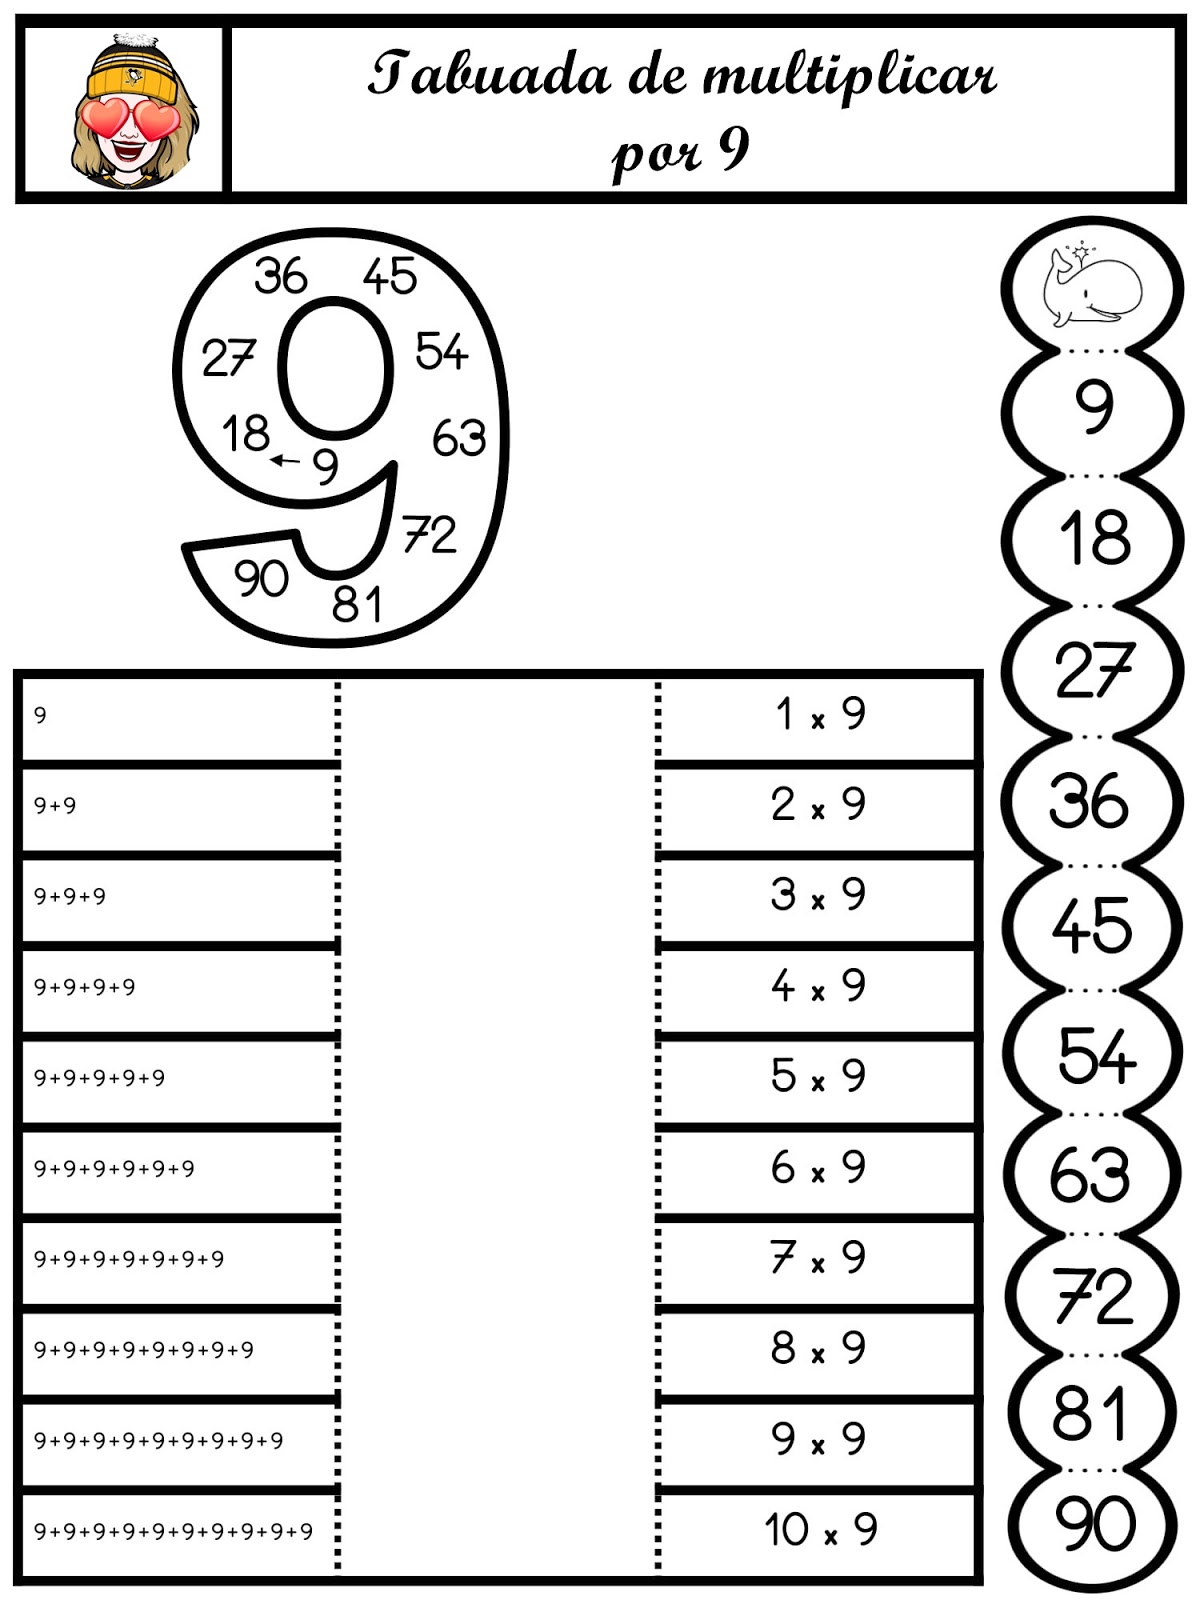 Tabuada de multiplicar
por 9
36 45
27 54
18 ← 9 63
72
90 81
9
9+9
9+9+9
9+9+9+9
9+9+9+9+9
9+9+9+9+9+9
9+9+9+9+9+9+9
9+9+9+9+9+9+9+9
9+9+9+9+9+9+9+9+9
9+9+9+9+9+9+9+9+9+9
1 x 9
2 x 9
3 x 9
4 x 9
5 x 9
6 x 9
7 x 9
8 x 9
9 x 9
10 x 9
9
18
27
36
45
54
63
72
81
90